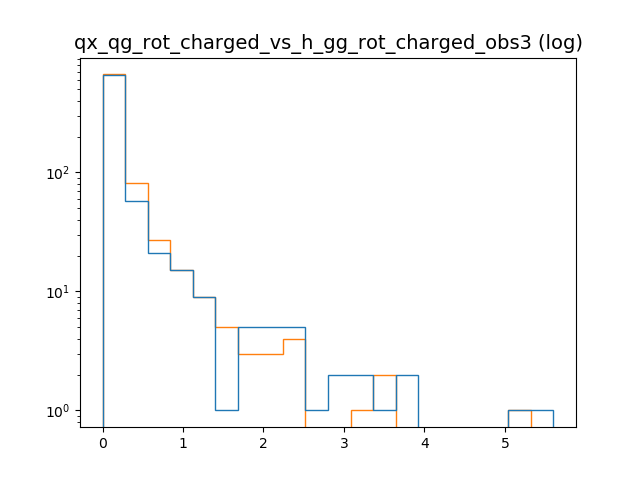 qx_qg_rot_charged_vs_h_gg_rot_charged_obs3 (log)
10²
10¹
10⁰
0 1 2 3 4 5